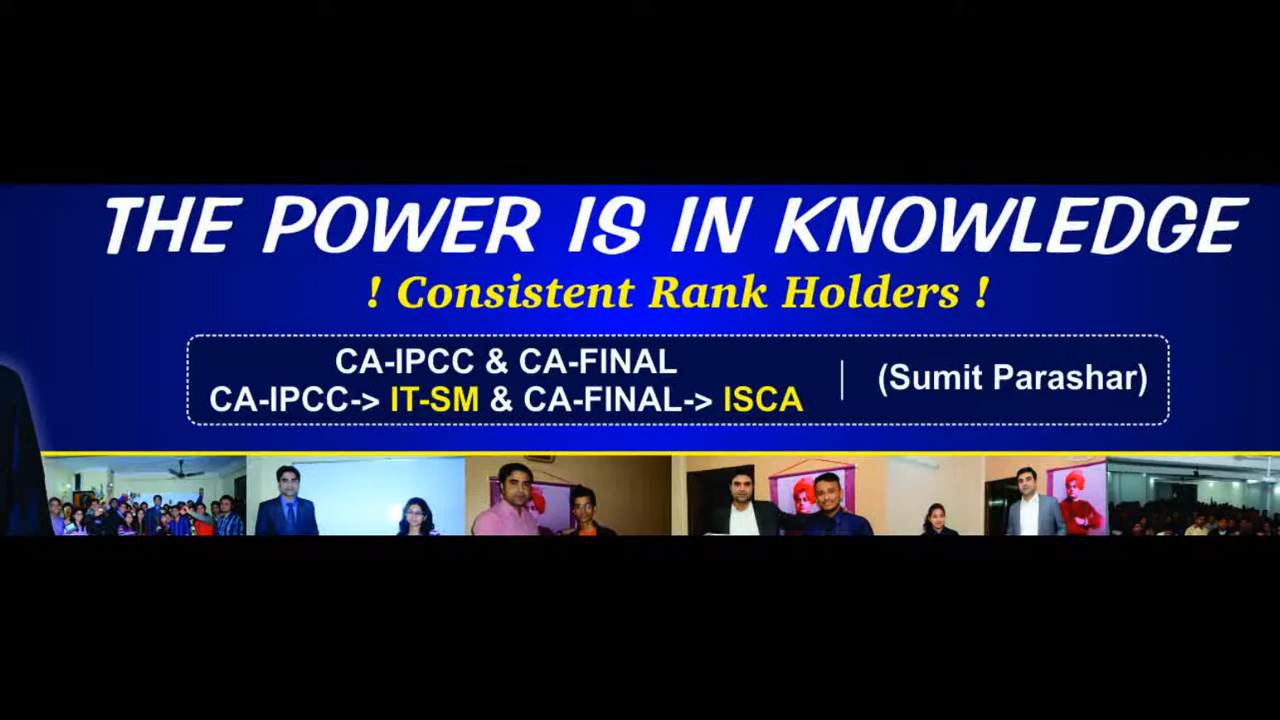 THE POWER IS IN KNOWLEDGE
! Consistent Rank Holders !
CA-IPCC & CA-FINAL
CA-IPCC-> IT-SM & CA-FINAL-> ISCA
(Sumit Parashar)